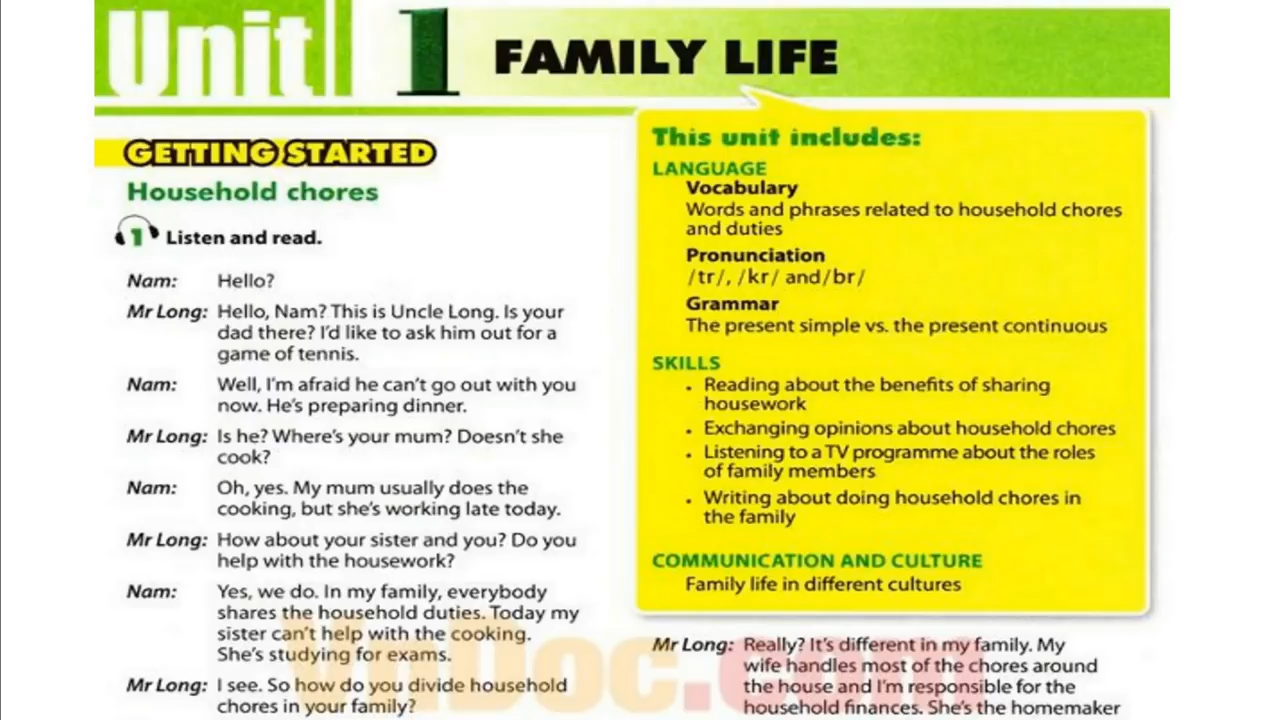 Unit 1 FAMILY LIFE
GETTING STARTED
Household chores
1 Listen and read.
Nam: Hello?
Mr Long: Hello, Nam? This is Uncle Long. Is your
dad there? I'd like to ask him out for a
game of tennis.
Nam: Well, I'm afraid he can't go out with you
now. He's preparing dinner.
Mr Long: Is he? Where's your mum? Doesn't she
cook?
Nam: Oh, yes. My mum usually does the
cooking, but she's working late today.
Mr Long: How about your sister and you? Do you
help with the housework?
Nam: Yes, we do. In my family, everybody
shares the household duties. Today my
sister can't help with the cooking.
She's studying for exams.
Mr Long: I see. So how do you divide household
chores in your family?
This unit includes:
LANGUAGE
Vocabulary
Words and phrases related to household chores
and duties
Pronunciation
/tr/, /kr/ and/br/
Grammar
The present simple vs. the present continuous
SKILLS
• Reading about the benefits of sharing
housework
• Exchanging opinions about household chores
• Listening to a TV programme about the roles
of family members
• Writing about doing household chores in
the family
COMMUNICATION AND CULTURE
Family life in different cultures
Mr Long: Really? It's different in my family. My
wife handles most of the chores around
the house and I'm responsible for the
household finances. She's the homemaker
VnDoc.com